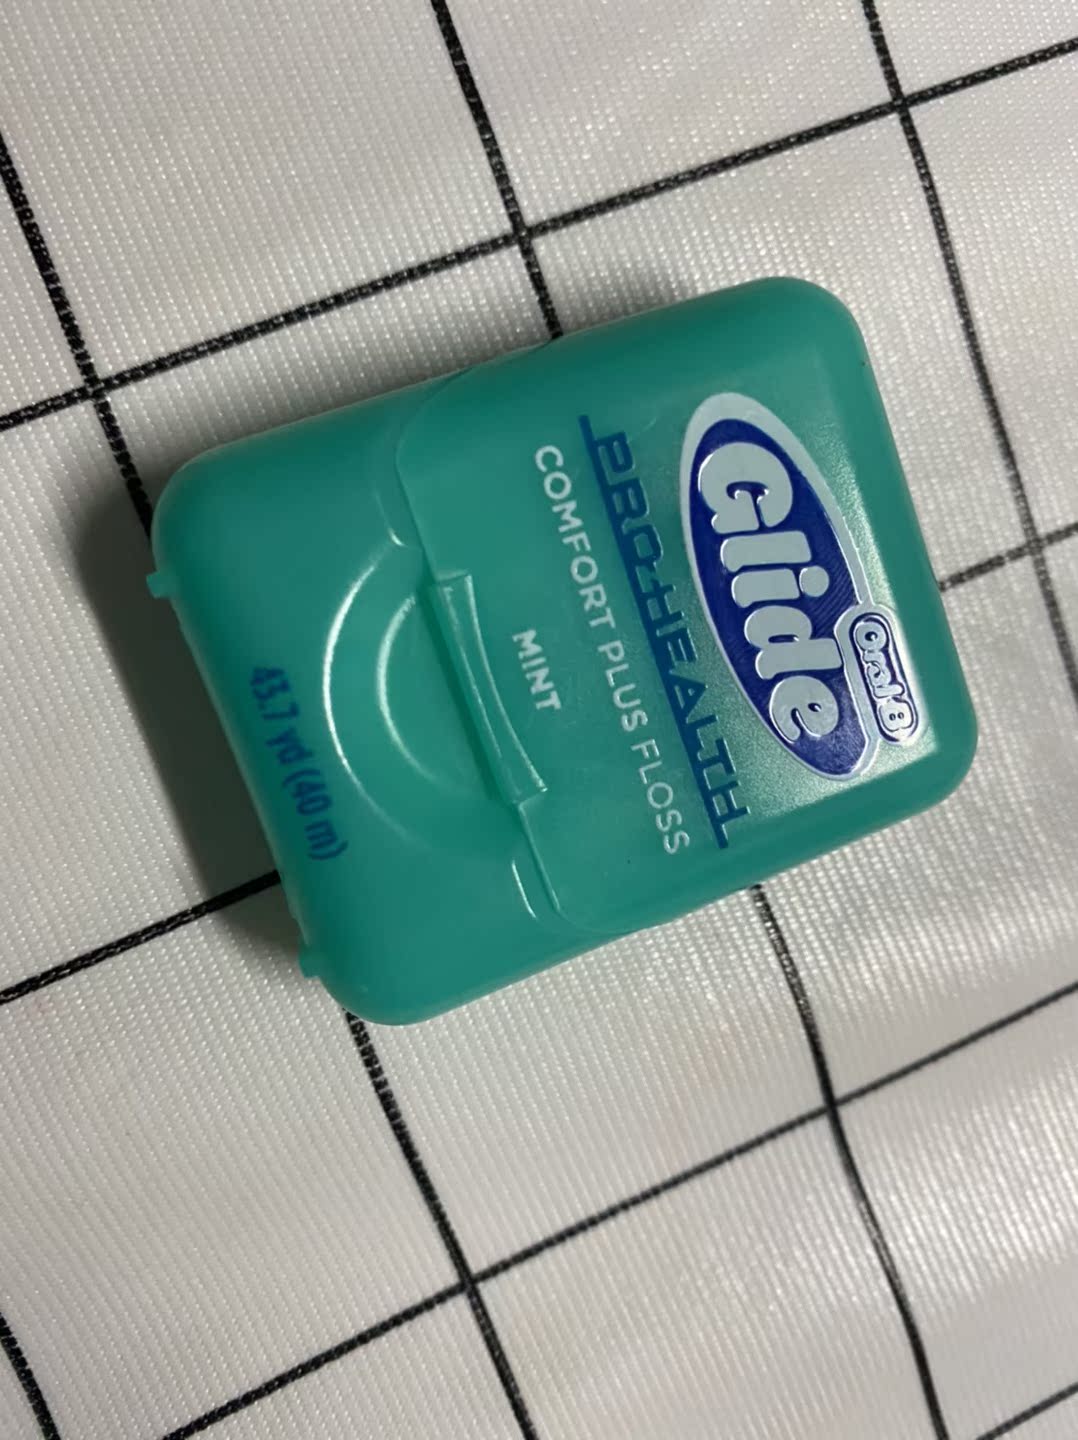 Oral-B
Glide
PRO-HEALTH
COMFORT PLUS FLOSS
MINT
43.7 yd (40 m)